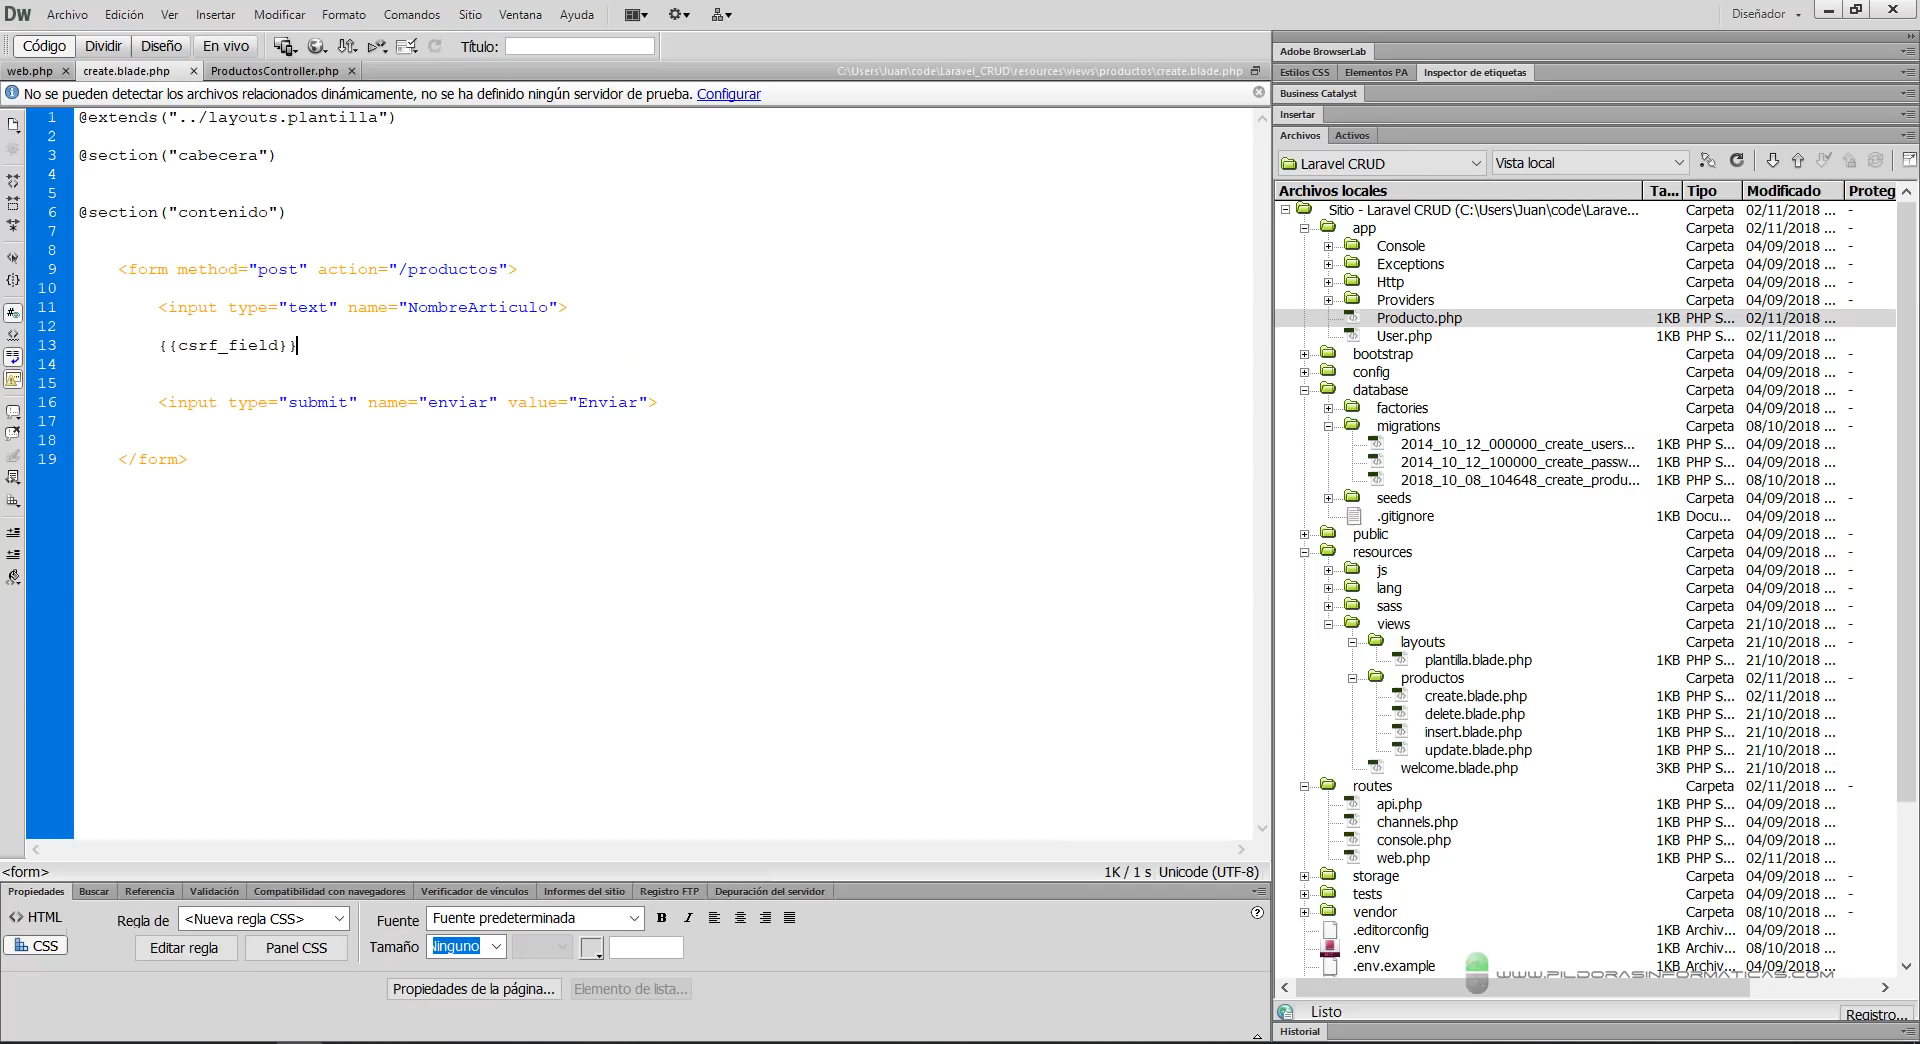 Dw Archivo Edición Ver Insertar Modificar Formato Comandos Sitio Ventana Ayuda Diseñador
Código Dividir Diseño En vivo Título:
web.php create.blade.php ProductosController.php C:\Users\Juan\code\Laravel_CRUD\resources\views\productos\create.blade.php
No se pueden detectar los archivos relacionados dinámicamente, no se ha definido ningún servidor de prueba. Configurar
1 @extends("../layouts.plantilla")
2
3 @section("cabecera")
4
5
6 @section("contenido")
7
8
9 <form method="post" action="/productos">
10
11 <input type="text" name="NombreArticulo">
12
13 {{csrf_field}}
14
15
16 <input type="submit" name="enviar" value="Enviar">
17
18
19 </form>
<form> 1K / 1 s Unicode (UTF-8)
Propiedades Buscar Referencia Validación Compatibilidad con navegadores Verificador de vínculos Informes del sitio Registro FTP Depuración del servidor
<> HTML Regla de <Nueva regla CSS> Fuente Fuente predeterminada B I
CSS Editar regla Panel CSS Tamaño Ninguno
Propiedades de la página... Elemento de lista...
Adobe BrowserLab
Estilos CSS Elementos PA Inspector de etiquetas
Business Catalyst
Insertar
Archivos Activos
Laravel CRUD Vista local
Archivos locales Ta... Tipo Modificado Proteg
Sitio - Laravel CRUD (C:\Users\Juan\code\Larave... Carpeta 02/11/2018 ... -
app Carpeta 02/11/2018 ... -
Console Carpeta 04/09/2018 ... -
Exceptions Carpeta 04/09/2018 ... -
Http Carpeta 04/09/2018 ... -
Providers Carpeta 04/09/2018 ... -
Producto.php 1KB PHP S... 02/11/2018 ...
User.php 1KB PHP S... 02/11/2018 ...
bootstrap Carpeta 04/09/2018 ... -
config Carpeta 04/09/2018 ... -
database Carpeta 04/09/2018 ... -
factories Carpeta 04/09/2018 ... -
migrations Carpeta 08/10/2018 ... -
2014_10_12_000000_create_users... 1KB PHP S... 04/09/2018 ...
2014_10_12_100000_create_passw... 1KB PHP S... 04/09/2018 ...
2018_10_08_104648_create_produ... 1KB PHP S... 08/10/2018 ...
seeds Carpeta 04/09/2018 ... -
.gitignore 1KB Docu... 04/09/2018 ...
public Carpeta 04/09/2018 ... -
resources Carpeta 04/09/2018 ... -
js Carpeta 04/09/2018 ... -
lang Carpeta 04/09/2018 ... -
sass Carpeta 04/09/2018 ... -
views Carpeta 21/10/2018 ... -
layouts Carpeta 21/10/2018 ... -
plantilla.blade.php 1KB PHP S... 21/10/2018 ...
productos Carpeta 02/11/2018 ... -
create.blade.php 1KB PHP S... 02/11/2018 ...
delete.blade.php 1KB PHP S... 21/10/2018 ...
insert.blade.php 1KB PHP S... 21/10/2018 ...
update.blade.php 1KB PHP S... 21/10/2018 ...
welcome.blade.php 3KB PHP S... 21/10/2018 ...
routes Carpeta 02/11/2018 ... -
api.php 1KB PHP S... 04/09/2018 ...
channels.php 1KB PHP S... 04/09/2018 ...
console.php 1KB PHP S... 04/09/2018 ...
web.php 1KB PHP S... 02/11/2018 ...
storage Carpeta 04/09/2018 ... -
tests Carpeta 04/09/2018 ... -
vendor Carpeta 08/10/2018 ... -
.editorconfig 1KB Archiv... 04/09/2018 ...
.env 1KB Archiv... 08/10/2018 ...
.env.example 1KB Archiv... 04/09/2018 ...
WWW.PILDORASINFORMATICAS.COM
Listo Registro...
Historial